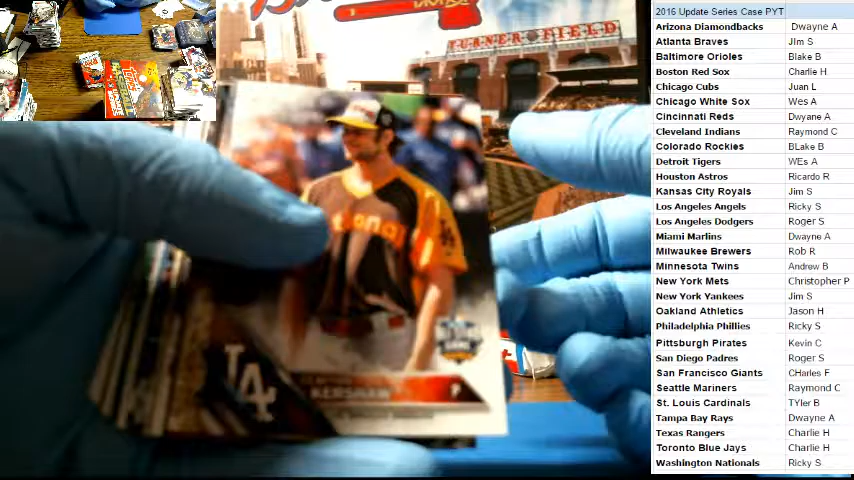 2016 Update Series Case PYT
Arizona Diamondbacks Dwayne A
Atlanta Braves Jim S
Baltimore Orioles Blake B
Boston Red Sox Charlie H
Chicago Cubs Juan L
Chicago White Sox Wes A
Cincinnati Reds Dwyane A
Cleveland Indians Raymond C
Colorado Rockies BLake B
Detroit Tigers WEs A
Houston Astros Ricardo R
Kansas City Royals Jim S
Los Angeles Angels Ricky S
Los Angeles Dodgers Roger S
Miami Marlins Dwayne A
Milwaukee Brewers Rob R
Minnesota Twins Andrew B
New York Mets Christopher P
New York Yankees Jim S
Oakland Athletics Jason H
Philadelphia Phillies Ricky S
Pittsburgh Pirates Kevin C
San Diego Padres Roger S
San Francisco Giants CHarles F
Seattle Mariners Raymond C
St. Louis Cardinals TYler B
Tampa Bay Rays Dwayne A
Texas Rangers Charlie H
Toronto Blue Jays Charlie H
Washington Nationals Ricky S
TURNER FIELD
LA
KERSHAW
P